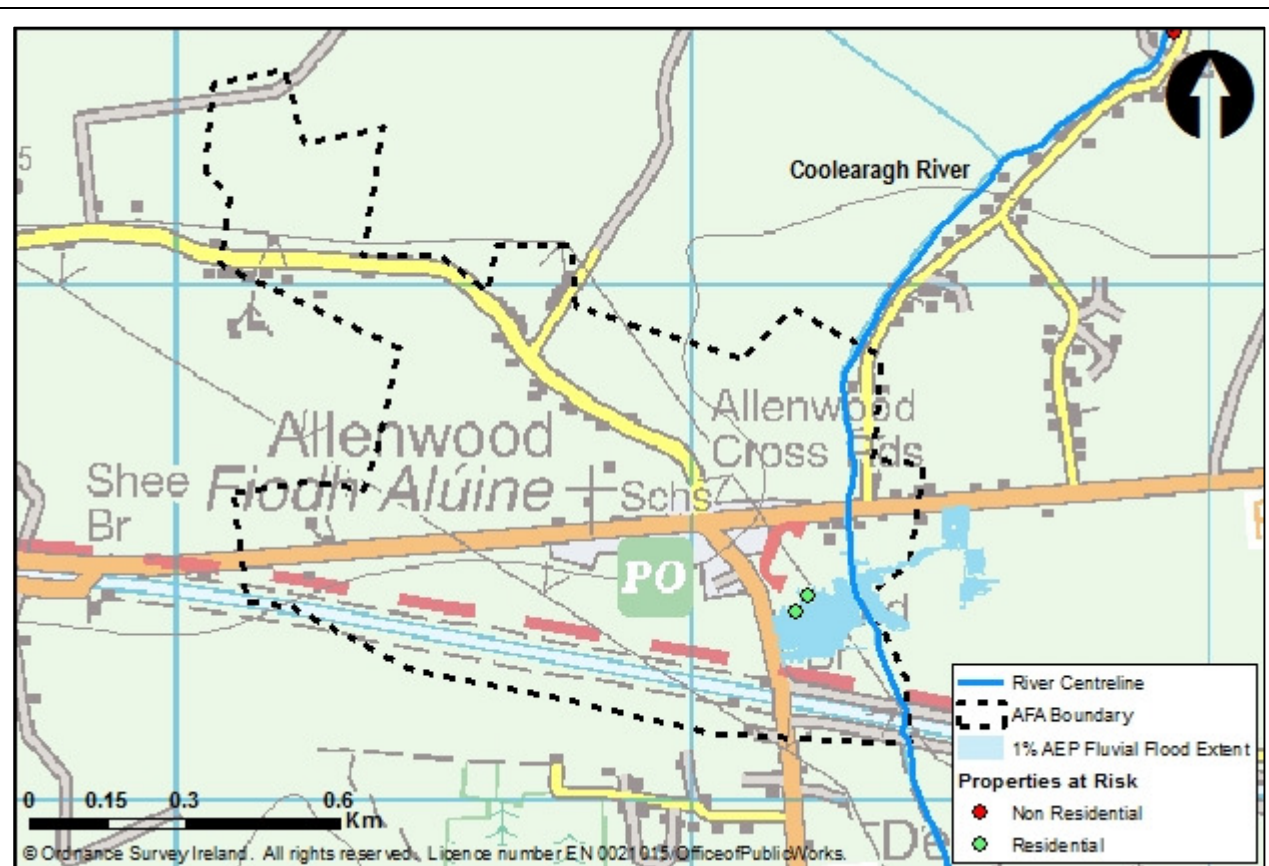 5
Coolearagh River
Allenwood
Fiodh Alúine
Shee
Br
Schs
Allenwood
Cross Rds
PO
River Centreline
AFA Boundary
1% AEP Fluvial Flood Extent
Properties at Risk
Non Residential
Residential
0 0.15 0.3 0.6
Km
© Ordnance Survey Ireland. All rights reserved. Licence number EN 0021015/OfficeofPublicWorks.
De